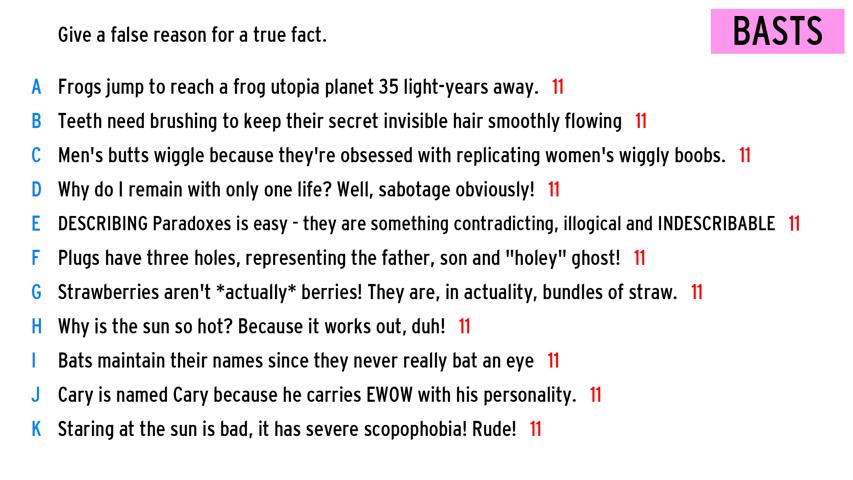 Give a false reason for a true fact.
BASTS
A Frogs jump to reach a frog utopia planet 35 light-years away. 11
B Teeth need brushing to keep their secret invisible hair smoothly flowing 11
C Men's butts wiggle because they're obsessed with replicating women's wiggly boobs. 11
D Why do I remain with only one life? Well, sabotage obviously! 11
E DESCRIBING Paradoxes is easy - they are something contradicting, illogical and INDESCRIBABLE 11
F Plugs have three holes, representing the father, son and "holey" ghost! 11
G Strawberries aren't *actually* berries! They are, in actuality, bundles of straw. 11
H Why is the sun so hot? Because it works out, duh! 11
I Bats maintain their names since they never really bat an eye 11
J Cary is named Cary because he carries EWOW with his personality. 11
K Staring at the sun is bad, it has severe scopophobia! Rude! 11